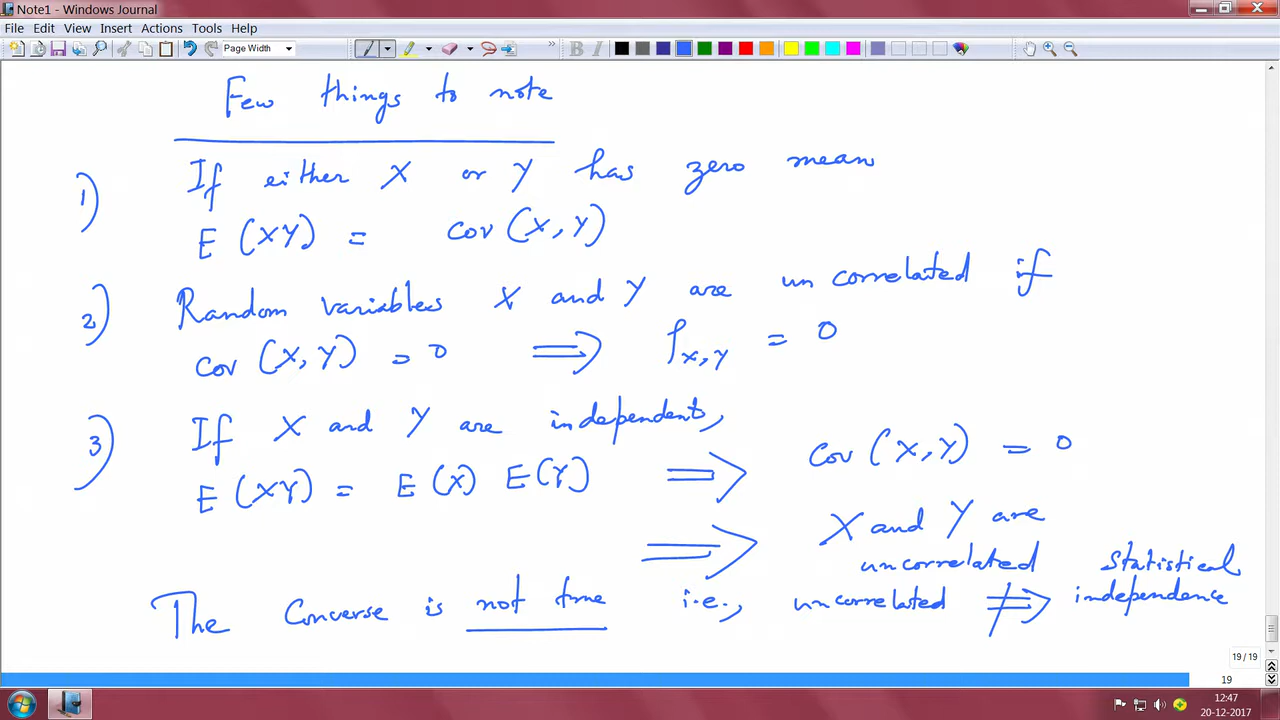 Note1 - Windows Journal
File Edit View Insert Actions Tools Help
Page Width
Few things to note
1) If either X or Y has zero mean
E (XY) = cov (X, Y)
2) Random variables X and Y are uncorrelated if
cov (X, Y) = 0 ⟹ ρ_{X,Y} = 0
3) If X and Y are independent,
E (XY) = E(X) E(Y) ⟹ cov (X, Y) = 0
⟹ X and Y are
uncorrelated
The Converse is not true i.e., uncorrelated ⇏ statistical
independence
19 / 19
19
12:47
20-12-2017